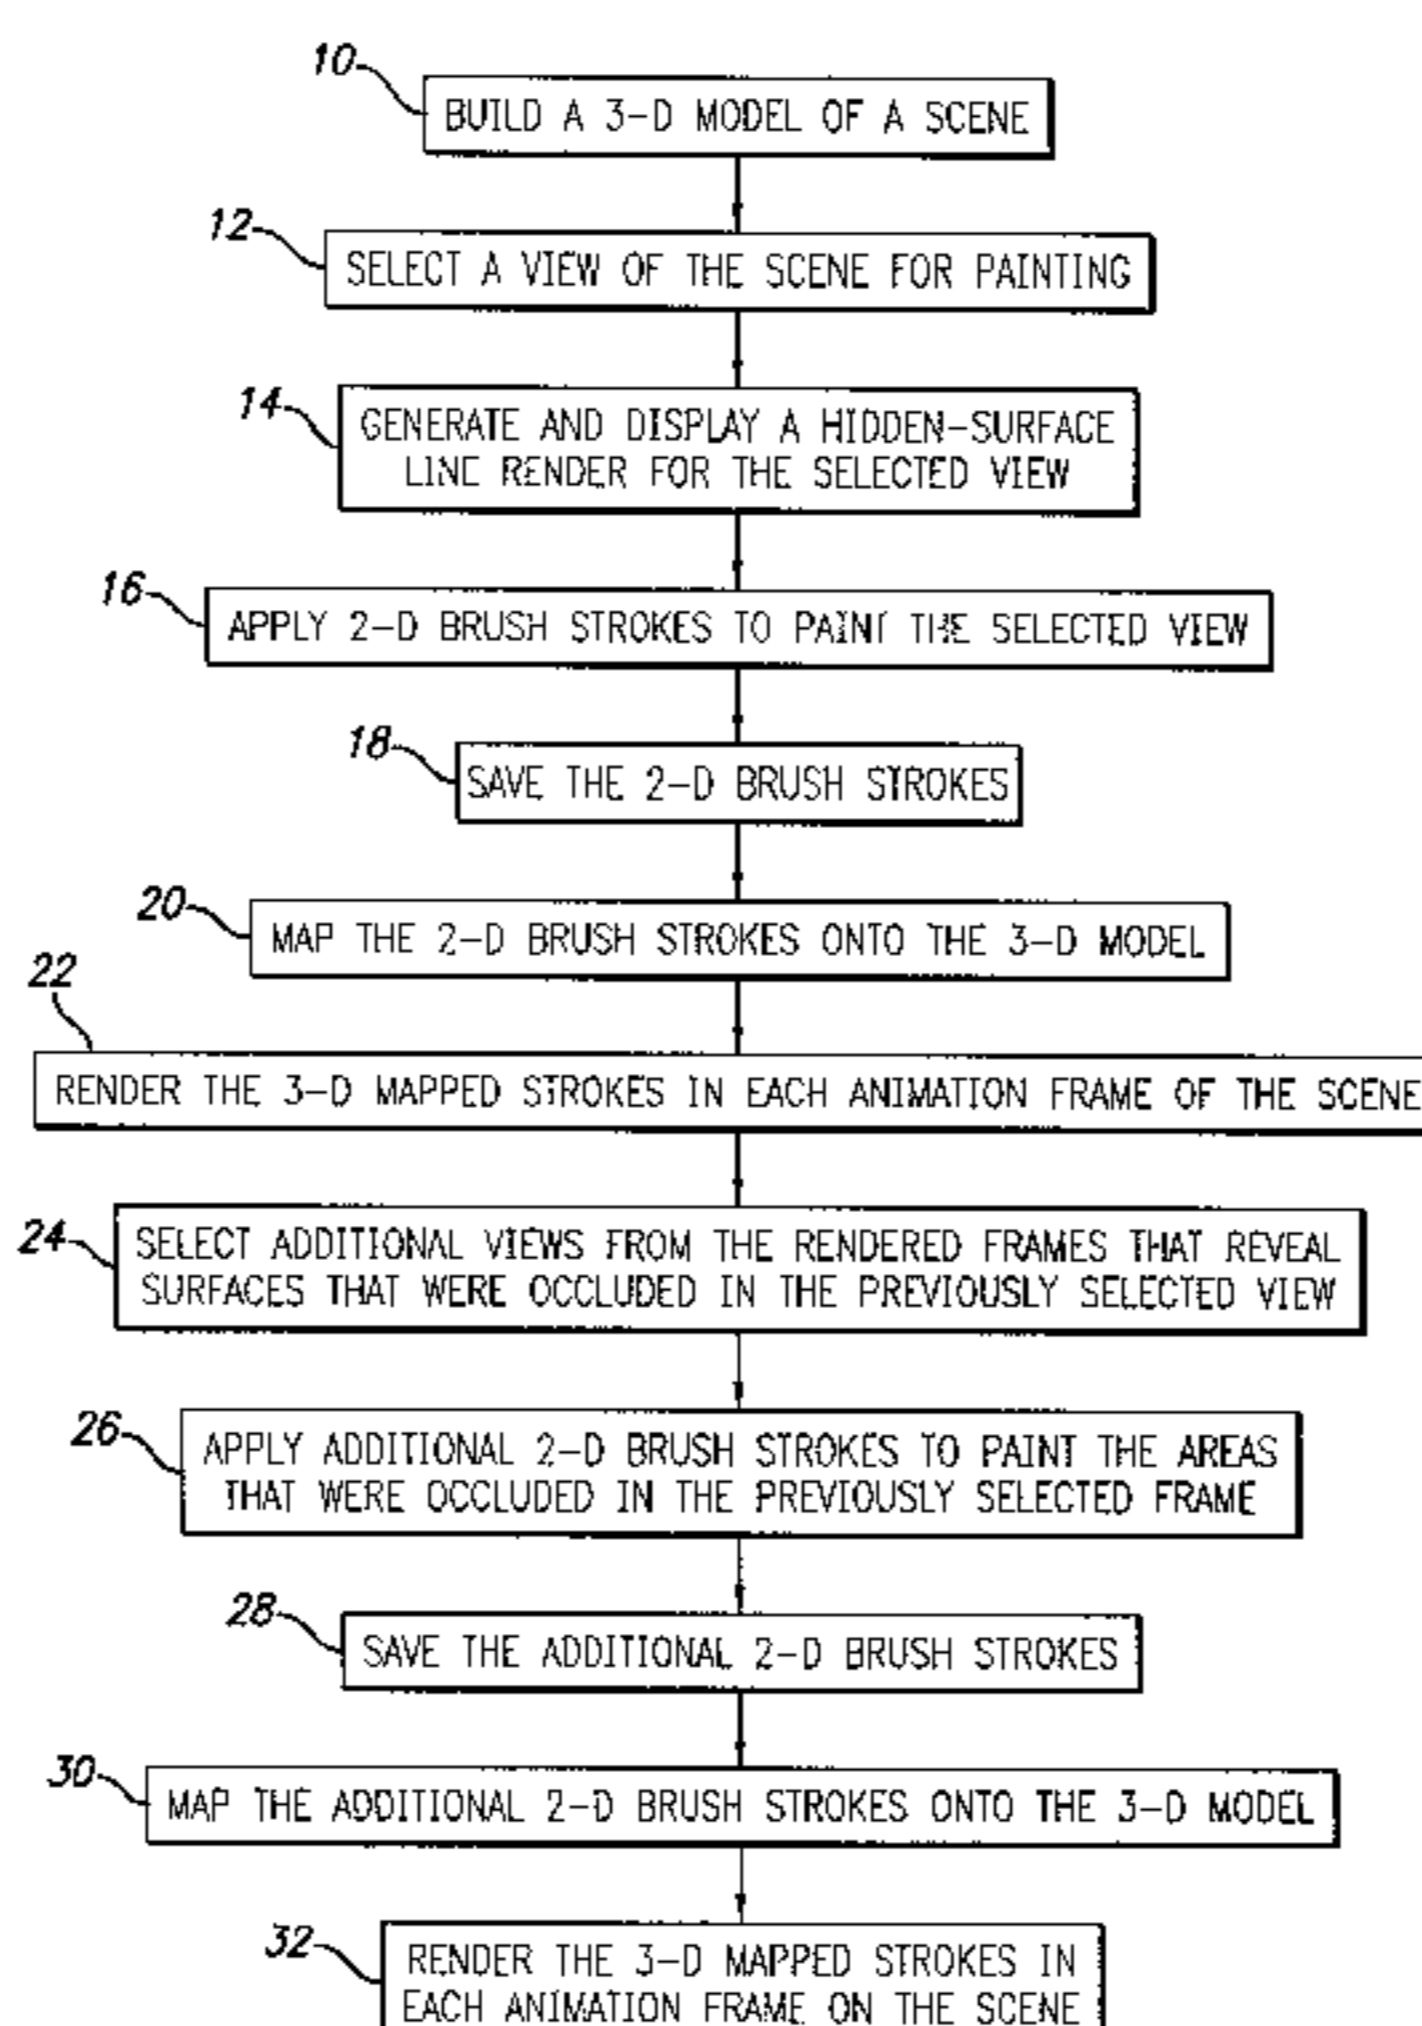 10
BUILD A 3-D MODEL OF A SCENE
12
SELECT A VIEW OF THE SCENE FOR PAINTING
14
GENERATE AND DISPLAY A HIDDEN-SURFACE
LINE RENDER FOR THE SELECTED VIEW
16
APPLY 2-D BRUSH STROKES TO PAINT THE SELECTED VIEW
18
SAVE THE 2-D BRUSH STROKES
20
MAP THE 2-D BRUSH STROKES ONTO THE 3-D MODEL
22
RENDER THE 3-D MAPPED STROKES IN EACH ANIMATION FRAME OF THE SCENE
24
SELECT ADDITIONAL VIEWS FROM THE RENDERED FRAMES THAT REVEAL
SURFACES THAT WERE OCCLUDED IN THE PREVIOUSLY SELECTED VIEW
26
APPLY ADDITIONAL 2-D BRUSH STROKES TO PAINT THE AREAS
THAT WERE OCCLUDED IN THE PREVIOUSLY SELECTED FRAME
28
SAVE THE ADDITIONAL 2-D BRUSH STROKES
30
MAP THE ADDITIONAL 2-D BRUSH STROKES ONTO THE 3-D MODEL
32
RENDER THE 3-D MAPPED STROKES IN
EACH ANIMATION FRAME ON THE SCENE